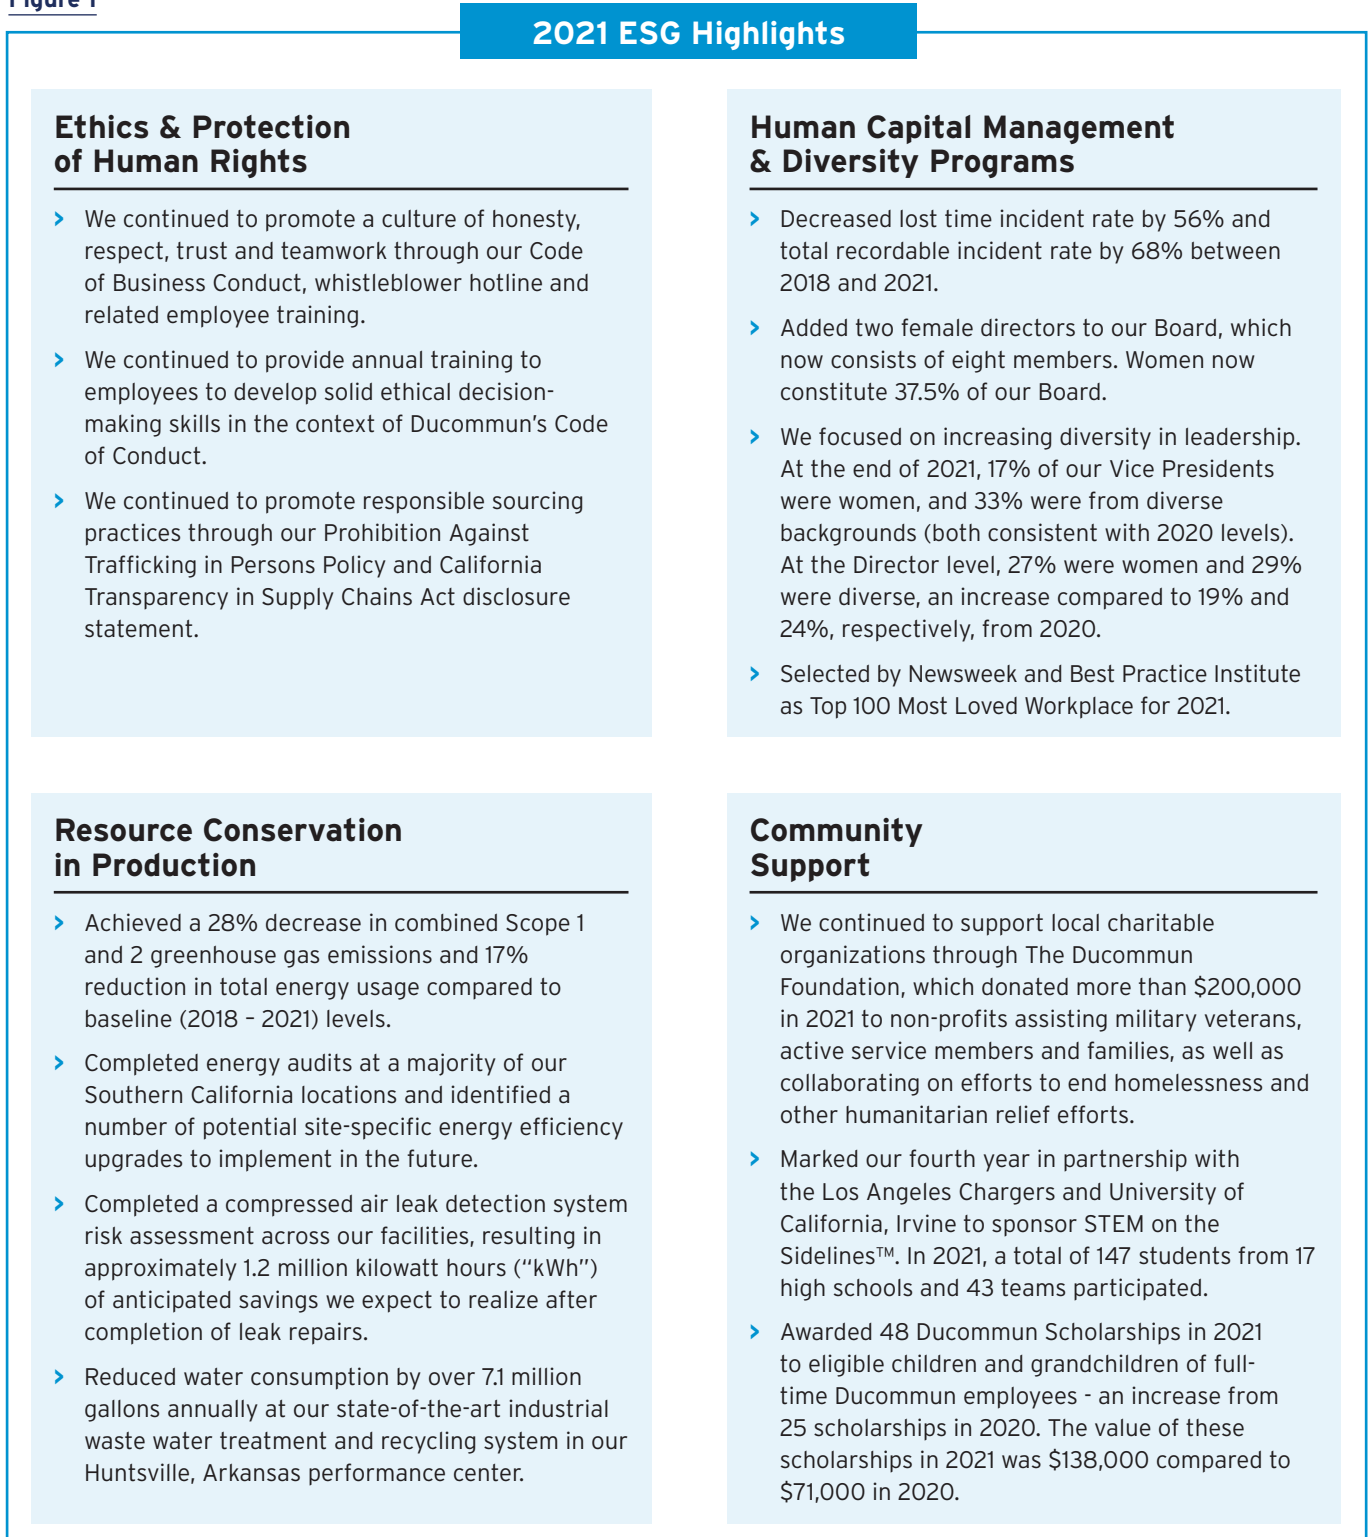 Figure 1
2021 ESG Highlights
Ethics & Protection
of Human Rights
> We continued to promote a culture of honesty,
respect, trust and teamwork through our Code
of Business Conduct, whistleblower hotline and
related employee training.
> We continued to provide annual training to
employees to develop solid ethical decision-
making skills in the context of Ducommun’s Code
of Conduct.
> We continued to promote responsible sourcing
practices through our Prohibition Against
Trafficking in Persons Policy and California
Transparency in Supply Chains Act disclosure
statement.
Human Capital Management
& Diversity Programs
> Decreased lost time incident rate by 56% and
total recordable incident rate by 68% between
2018 and 2021.
> Added two female directors to our Board, which
now consists of eight members. Women now
constitute 37.5% of our Board.
> We focused on increasing diversity in leadership.
At the end of 2021, 17% of our Vice Presidents
were women, and 33% were from diverse
backgrounds (both consistent with 2020 levels).
At the Director level, 27% were women and 29%
were diverse, an increase compared to 19% and
24%, respectively, from 2020.
> Selected by Newsweek and Best Practice Institute
as Top 100 Most Loved Workplace for 2021.
Resource Conservation
in Production
> Achieved a 28% decrease in combined Scope 1
and 2 greenhouse gas emissions and 17%
reduction in total energy usage compared to
baseline (2018 – 2021) levels.
> Completed energy audits at a majority of our
Southern California locations and identified a
number of potential site-specific energy efficiency
upgrades to implement in the future.
> Completed a compressed air leak detection system
risk assessment across our facilities, resulting in
approximately 1.2 million kilowatt hours (“kWh”)
of anticipated savings we expect to realize after
completion of leak repairs.
> Reduced water consumption by over 7.1 million
gallons annually at our state-of-the-art industrial
waste water treatment and recycling system in our
Huntsville, Arkansas performance center.
Community
Support
> We continued to support local charitable
organizations through The Ducommun
Foundation, which donated more than $200,000
in 2021 to non-profits assisting military veterans,
active service members and families, as well as
collaborating on efforts to end homelessness and
other humanitarian relief efforts.
> Marked our fourth year in partnership with
the Los Angeles Chargers and University of
California, Irvine to sponsor STEM on the
Sidelines™. In 2021, a total of 147 students from 17
high schools and 43 teams participated.
> Awarded 48 Ducommun Scholarships in 2021
to eligible children and grandchildren of full-
time Ducommun employees - an increase from
25 scholarships in 2020. The value of these
scholarships in 2021 was $138,000 compared to
$71,000 in 2020.